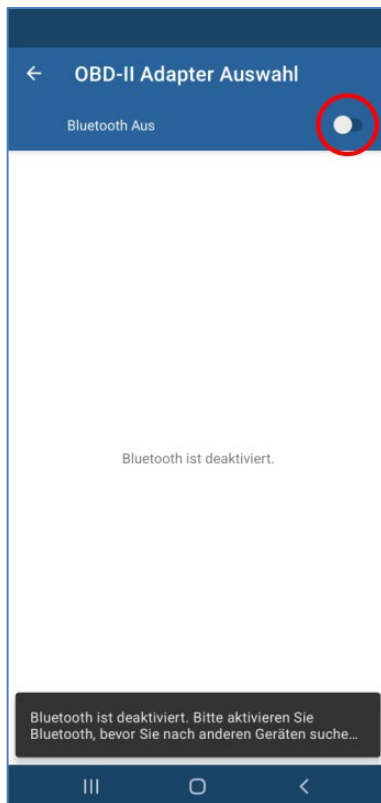 OBD-II Adapter Auswahl
Bluetooth Aus
Bluetooth ist deaktiviert.
Bluetooth ist deaktiviert. Bitte aktivieren Sie
Bluetooth, bevor Sie nach anderen Geräten suche…